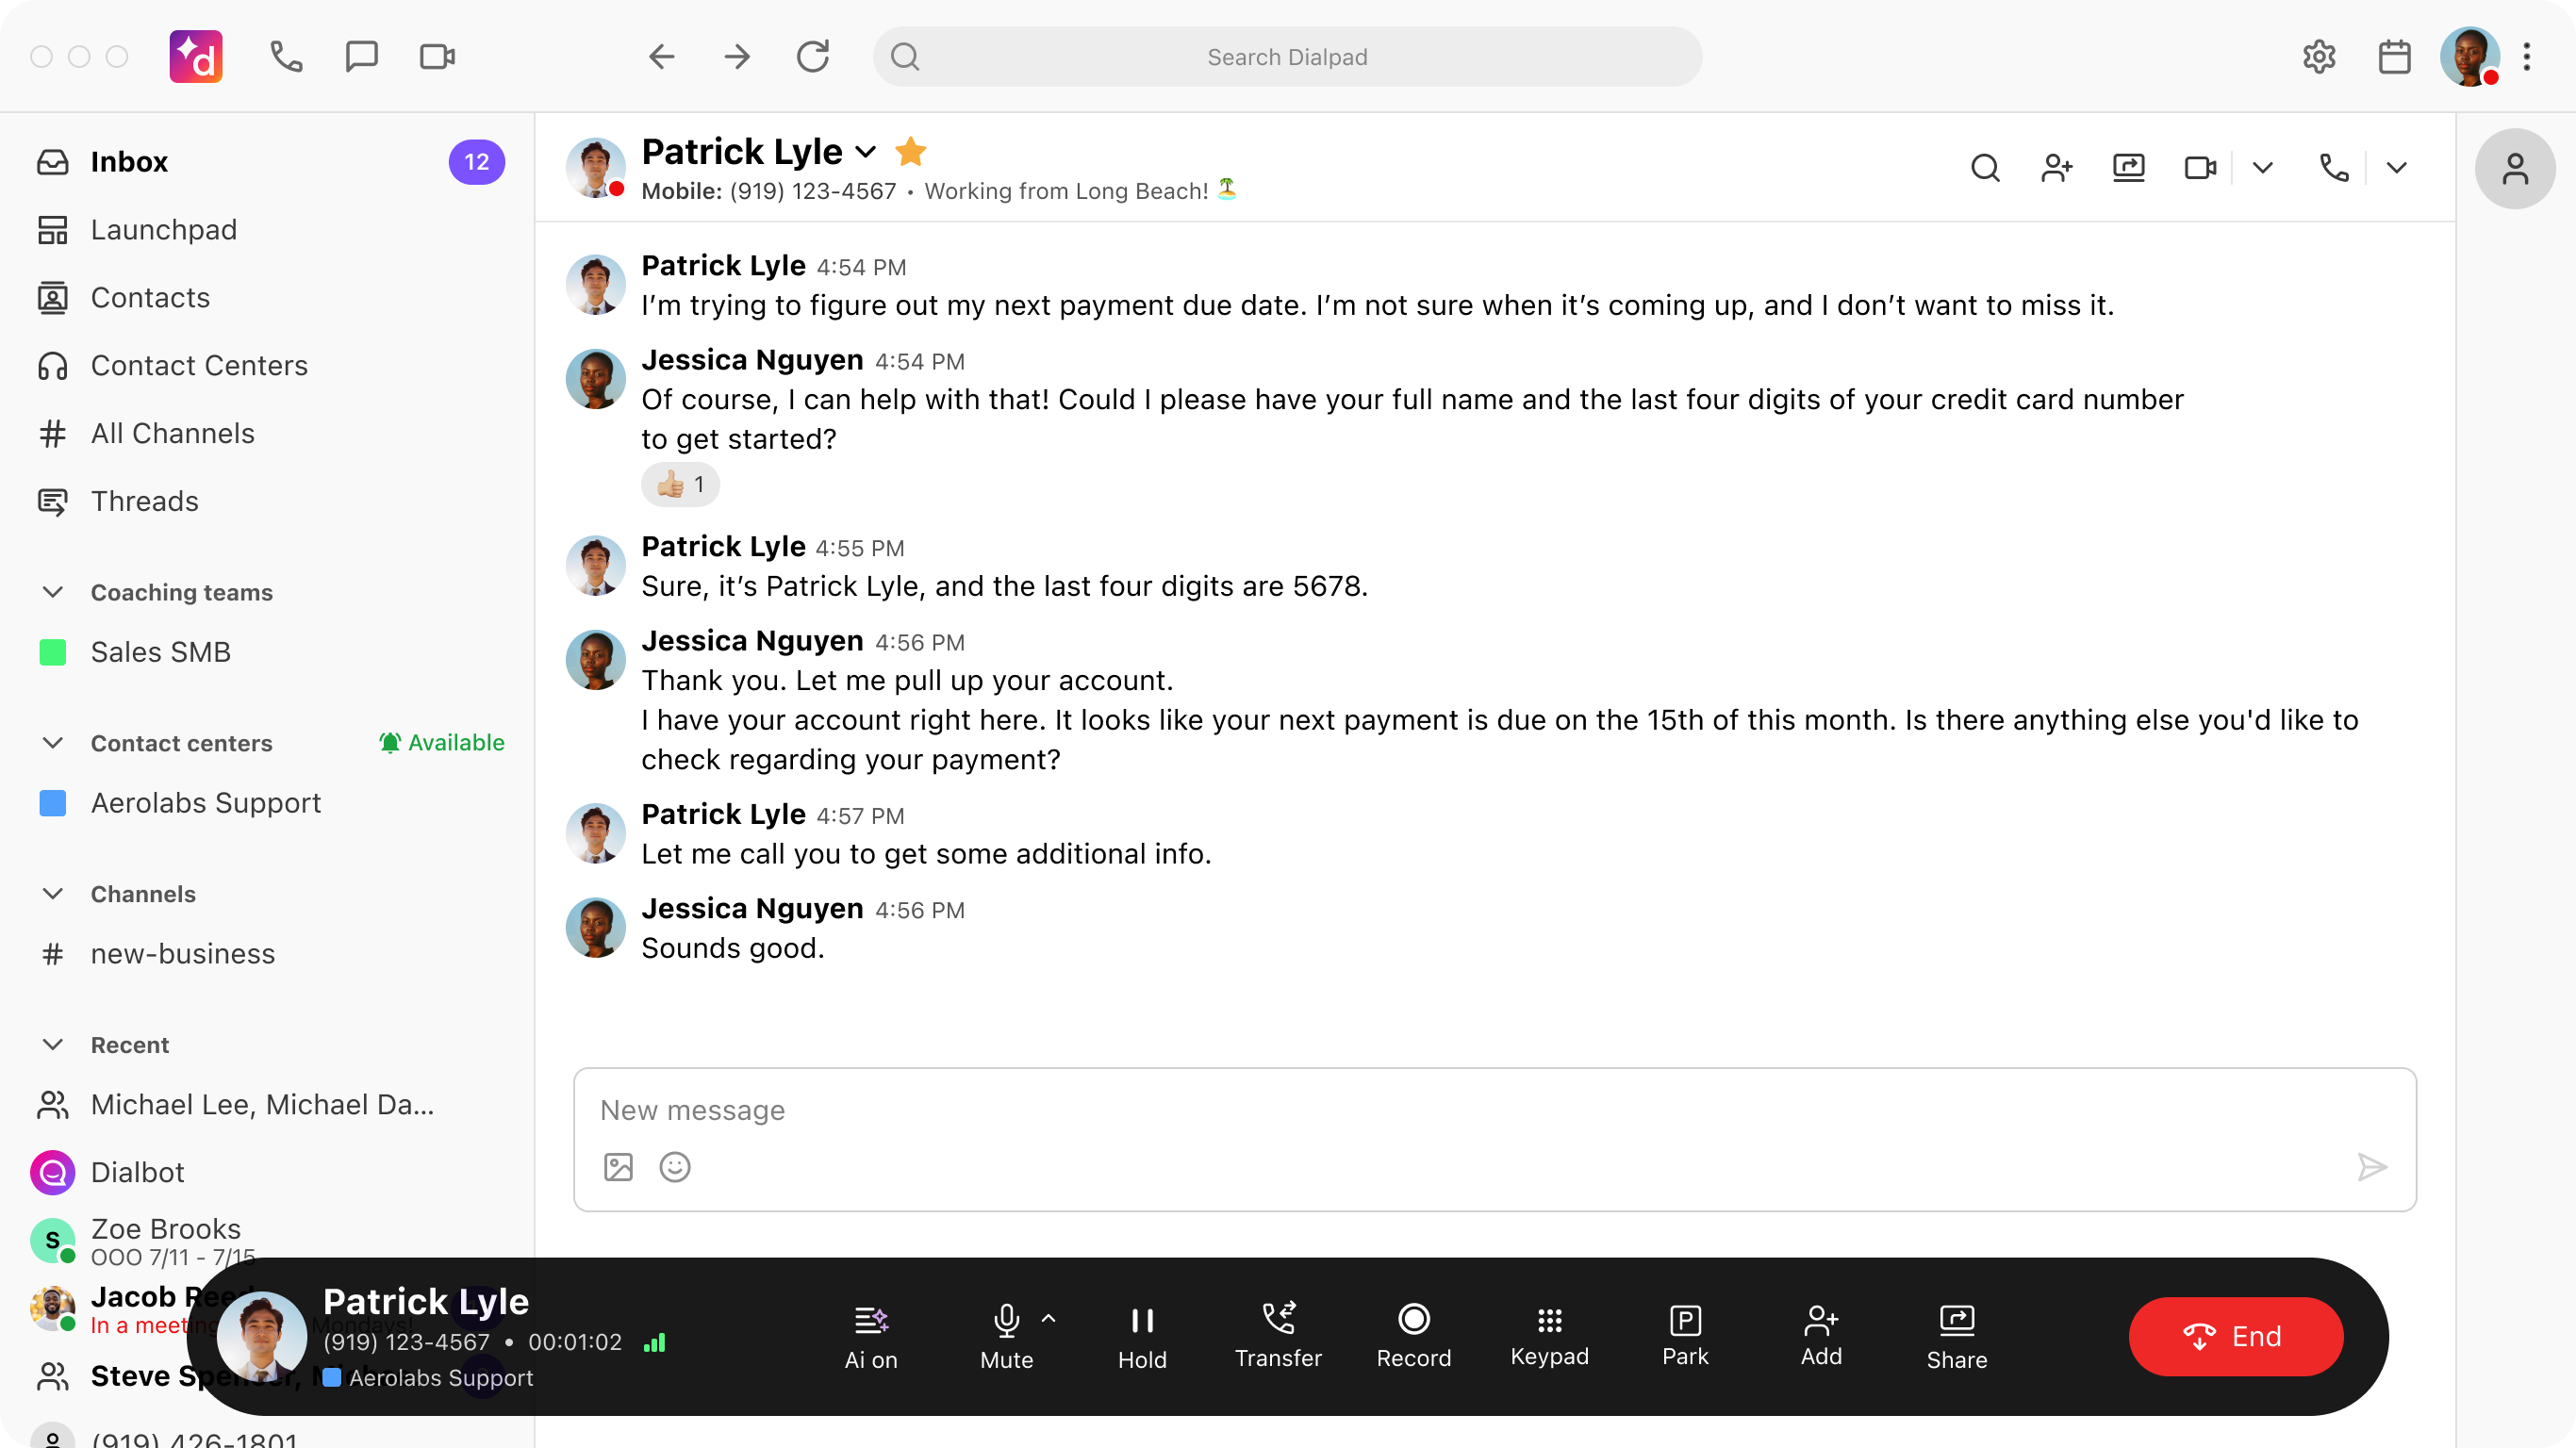 d
Search Dialpad
Inbox
12
Launchpad
Contacts
Contact Centers
All Channels
Threads
Coaching teams
Sales SMB
Contact centers
Available
Aerolabs Support
Channels
new-business
Recent
Michael Lee, Michael Da...
Dialbot
S
Zoe Brooks
OOO 7/11 - 7/15
Jacob Reed
In a meeting Mondays!
Steve Spencer, Mi
(919) 426-1801
Patrick Lyle
Mobile: (919) 123-4567 • Working from Long Beach! 🏝️
Patrick Lyle 4:54 PM
I’m trying to figure out my next payment due date. I’m not sure when it’s coming up, and I don’t want to miss it.
Jessica Nguyen 4:54 PM
Of course, I can help with that! Could I please have your full name and the last four digits of your credit card number
to get started?
👍🏼 1
Patrick Lyle 4:55 PM
Sure, it’s Patrick Lyle, and the last four digits are 5678.
Jessica Nguyen 4:56 PM
Thank you. Let me pull up your account.
I have your account right here. It looks like your next payment is due on the 15th of this month. Is there anything else you'd like to
check regarding your payment?
Patrick Lyle 4:57 PM
Let me call you to get some additional info.
Jessica Nguyen 4:56 PM
Sounds good.
New message
Patrick Lyle
(919) 123-4567 • 00:01:02
Aerolabs Support
Ai on
Mute
Hold
Transfer
Record
Keypad
Park
Add
Share
End